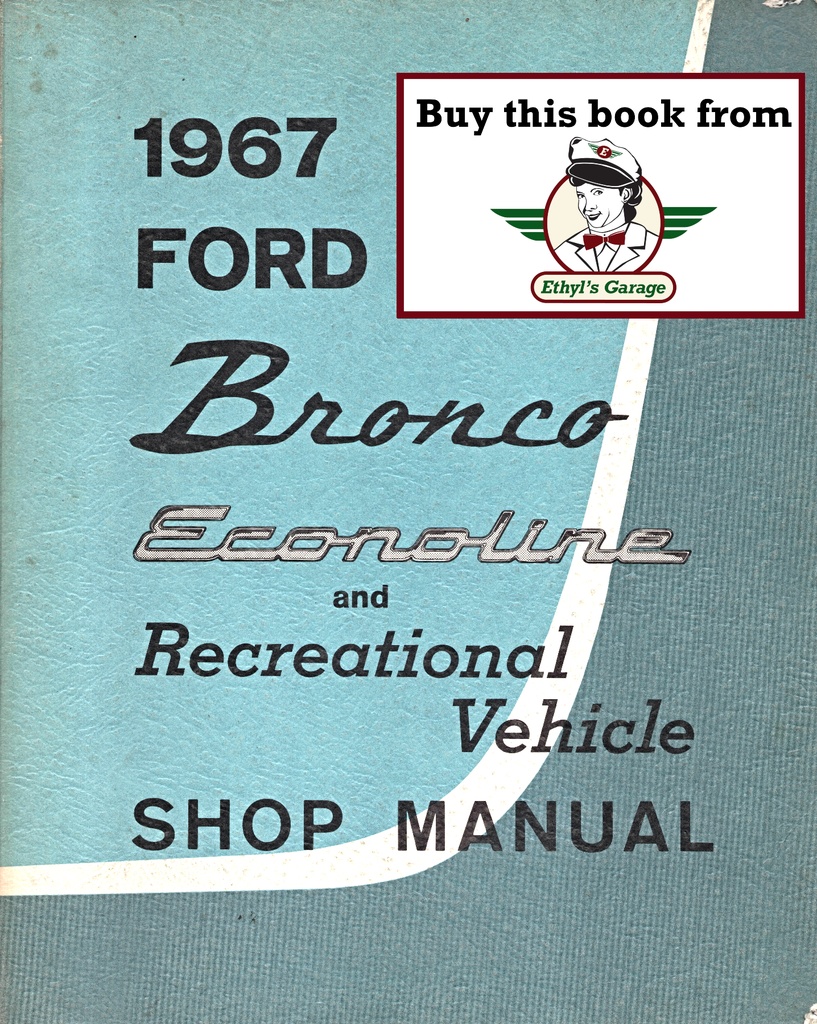 1967
FORD
Bronco
Econoline
and
Recreational
Vehicle
SHOP MANUAL
Buy this book from
E
Ethyl's Garage